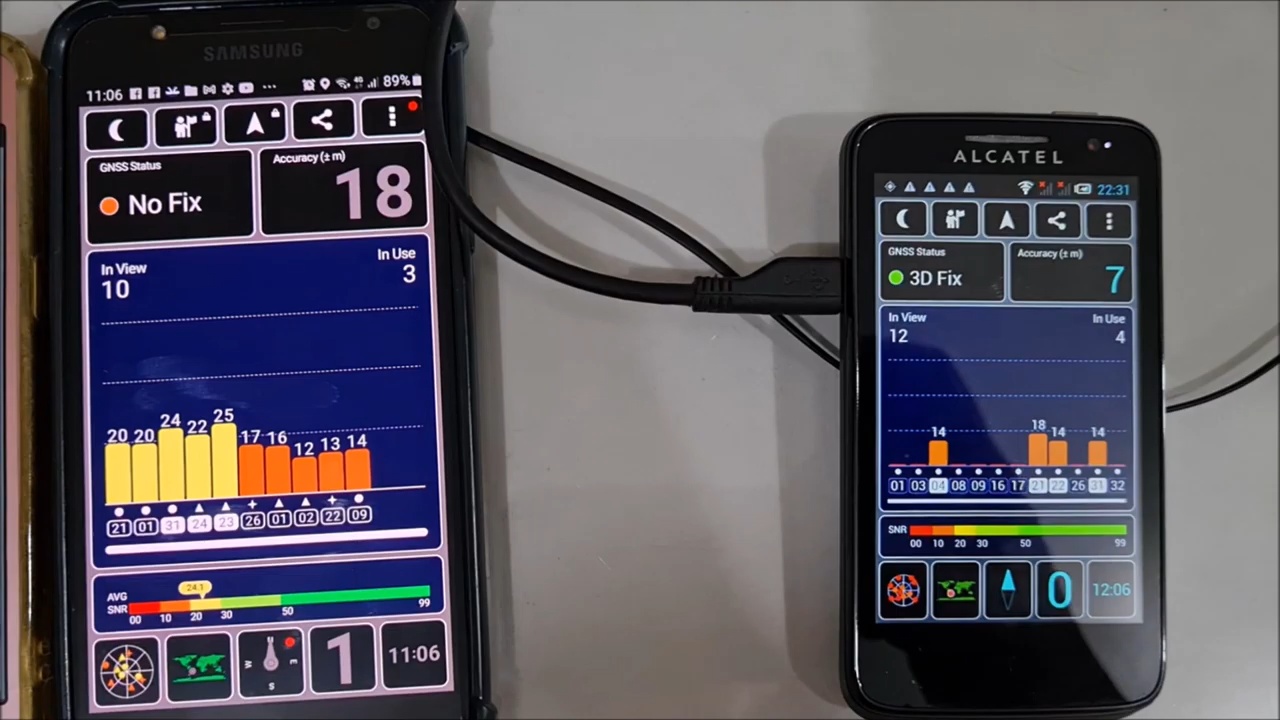 SAMSUNG
11:06 89%
GNSS Status
No Fix
Accuracy (± m)
18
In View
10
In Use
3
20 20 24 22 25 17 16 12 13 14
21 01 31 24 23 26 01 02 22 09
24.1
AVG
SNR
00 10 20 30 50 99
N
W E
S
1
11:06
ALCATEL
22:31
GNSS Status
3D Fix
Accuracy (± m)
7
In View
12
In Use
4
14 18 14 14
01 03 04 08 09 16 17 21 22 26 31 32
SNR
00 10 20 30 50 99
0
12:06